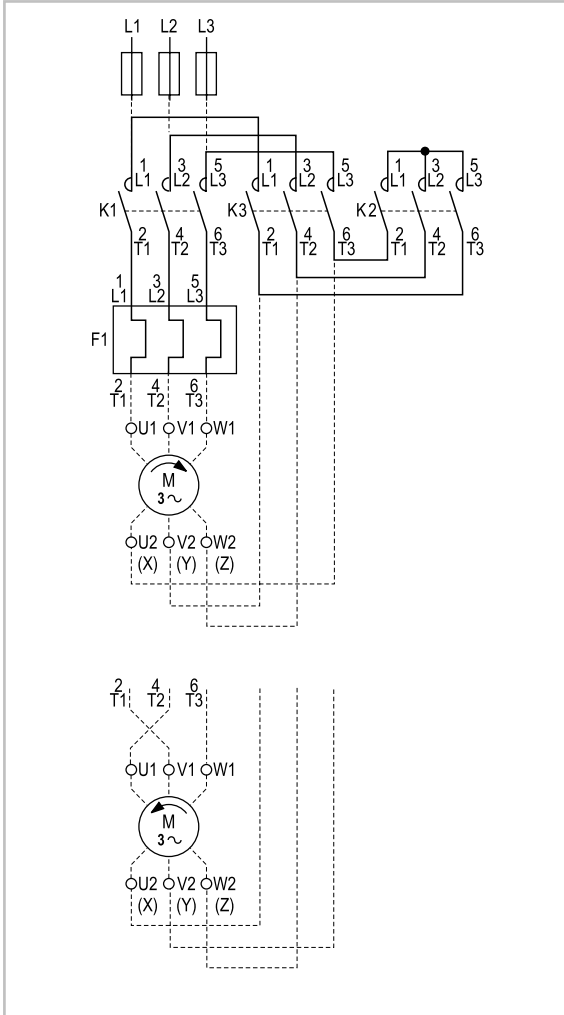 L1 L2 L3
1 3 5 1 3 5 1 3 5
L1 L2 L3 L1 L2 L3 L1 L2 L3
K1 K3 K2
2 4 6 2 4 6 2 4 6
T1 T2 T3 T1 T2 T3 T1 T2 T3
1 3 5
L1 L2 L3
F1
2 4 6
T1 T2 T3
U1 V1 W1
M
3~
U2 V2 W2
(X) (Y) (Z)
2 4 6
T1 T2 T3
U1 V1 W1
M
3~
U2 V2 W2
(X) (Y) (Z)